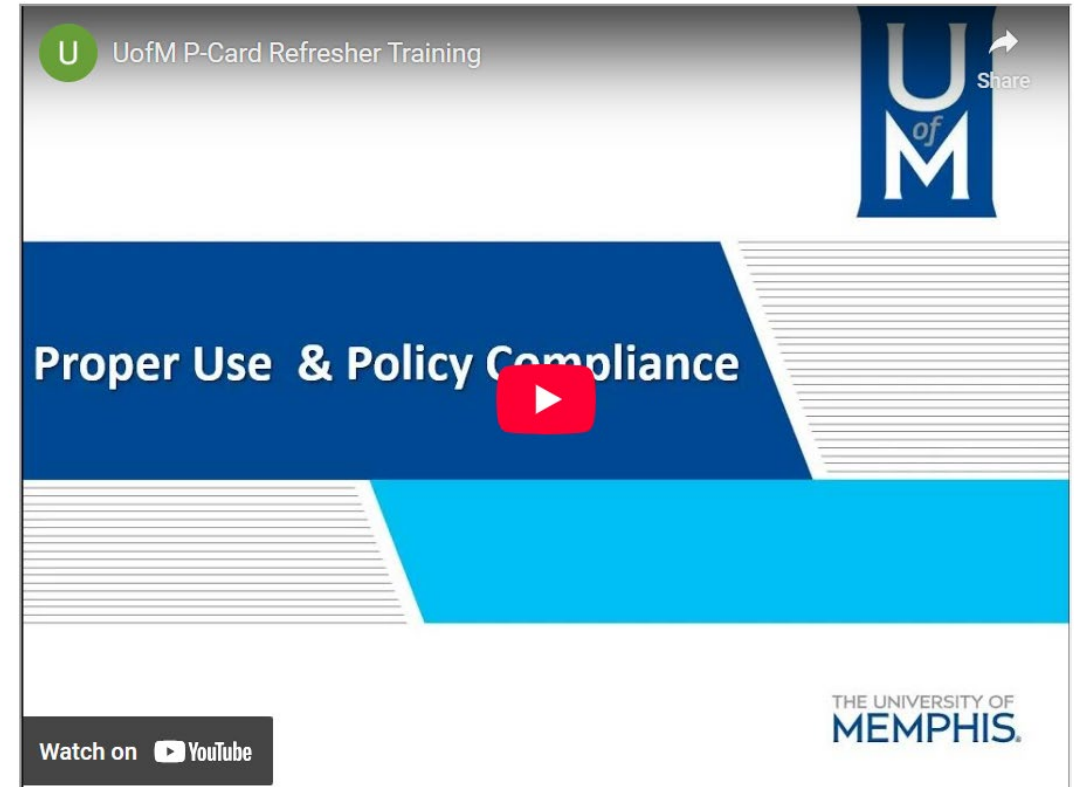 U UofM P-Card Refresher Training
Share
U
of
M
Proper Use & Policy Compliance
THE UNIVERSITY OF
MEMPHIS.
Watch on YouTube